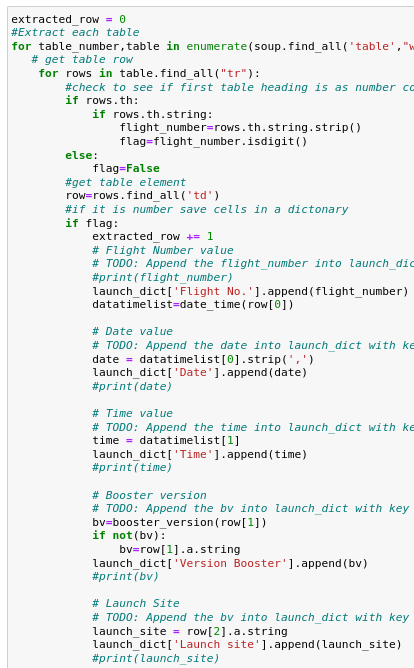 extracted_row = 0
#Extract each table
for table_number,table in enumerate(soup.find_all('table',"w
   # get table row
    for rows in table.find_all("tr"):
        #check to see if first table heading is as number co
        if rows.th:
            if rows.th.string:
                flight_number=rows.th.string.strip()
                flag=flight_number.isdigit()
        else:
            flag=False
        #get table element
        row=rows.find_all('td')
        #if it is number save cells in a dictonary
        if flag:
            extracted_row += 1
            # Flight Number value
            # TODO: Append the flight_number into launch_dic
            #print(flight_number)
            launch_dict['Flight No.'].append(flight_number)
            datatimelist=date_time(row[0])

            # Date value
            # TODO: Append the date into launch_dict with ke
            date = datatimelist[0].strip(',')
            launch_dict['Date'].append(date)
            #print(date)

            # Time value
            # TODO: Append the time into launch_dict with ke
            time = datatimelist[1]
            launch_dict['Time'].append(time)
            #print(time)

            # Booster version
            # TODO: Append the bv into launch_dict with key
            bv=booster_version(row[1])
            if not(bv):
                bv=row[1].a.string
            launch_dict['Version Booster'].append(bv)
            #print(bv)

            # Launch Site
            # TODO: Append the bv into launch_dict with key
            launch_site = row[2].a.string
            launch_dict['Launch site'].append(launch_site)
            #print(launch_site)